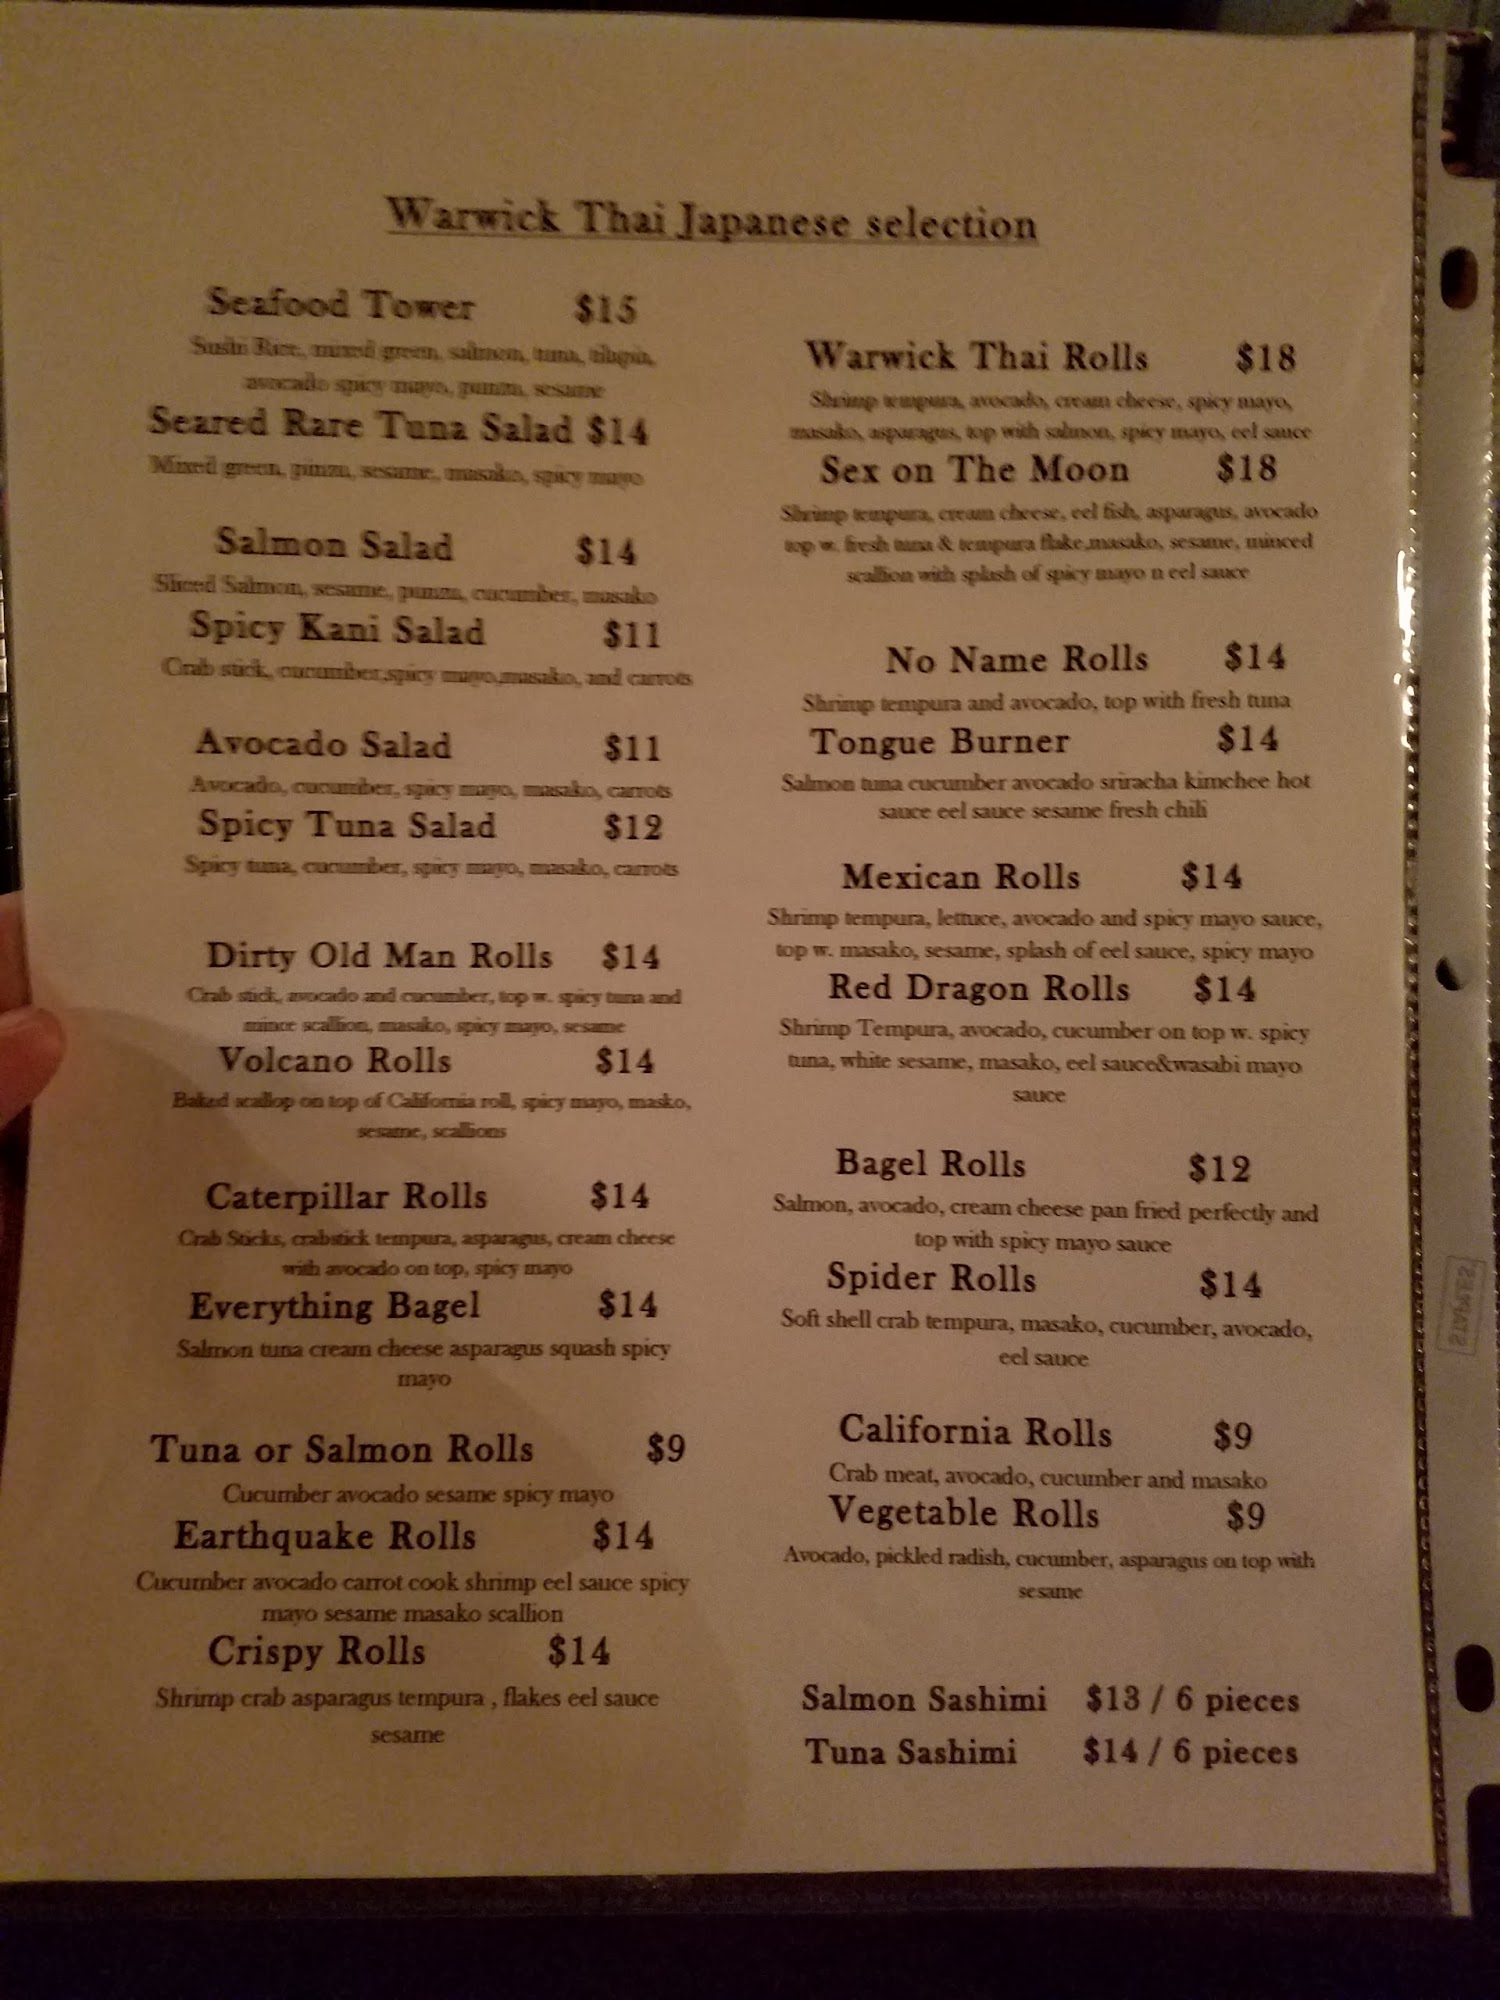 Warwick Thai Japanese selection
Seafood Tower $15
Sushi Rice, mixed green, salmon, tuna, tilapia,
avocado spicy mayo, punzu, sesame
Seared Rare Tuna Salad $14
Mixed green, pinzu, sesame, masako, spicy mayo
Salmon Salad $14
Sliced Salmon, sesame, punzu, cucumber, masako
Spicy Kani Salad $11
Crab stick, cucumber,spicy mayo,masako, and carrots
Avocado Salad $11
Avocado, cucumber, spicy mayo, masako, carrots
Spicy Tuna Salad $12
Spicy tuna, cucumber, spicy mayo, masako, carrots
Dirty Old Man Rolls $14
Crab stick, avocado and cucumber, top w. spicy tuna and
mince scallion, masako, spicy mayo, sesame
Volcano Rolls $14
Baked scallop on top of California roll, spicy mayo, masko,
sesame, scallions
Caterpillar Rolls $14
Crab Sticks, crabstick tempura, asparagus, cream cheese
with avocado on top, spicy mayo
Everything Bagel $14
Salmon tuna cream cheese asparagus squash spicy
mayo
Tuna or Salmon Rolls $9
Cucumber avocado sesame spicy mayo
Earthquake Rolls $14
Cucumber avocado carrot cook shrimp eel sauce spicy
mayo sesame masako scallion
Crispy Rolls $14
Shrimp crab asparagus tempura , flakes eel sauce
sesame
Warwick Thai Rolls $18
Shrimp tempura, avocado, cream cheese, spicy mayo,
masako, asparagus, top with salmon, spicy mayo, eel sauce
Sex on The Moon $18
Shrimp tempura, cream cheese, eel fish, asparagus, avocado
top w. fresh tuna & tempura flake,masako, sesame, minced
scallion with splash of spicy mayo n eel sauce
No Name Rolls $14
Shrimp tempura and avocado, top with fresh tuna
Tongue Burner $14
Salmon tuna cucumber avocado sriracha kimchee hot
sauce eel sauce sesame fresh chili
Mexican Rolls $14
Shrimp tempura, lettuce, avocado and spicy mayo sauce,
top w. masako, sesame, splash of eel sauce, spicy mayo
Red Dragon Rolls $14
Shrimp Tempura, avocado, cucumber on top w. spicy
tuna, white sesame, masako, eel sauce&wasabi mayo
sauce
Bagel Rolls $12
Salmon, avocado, cream cheese pan fried perfectly and
top with spicy mayo sauce
Spider Rolls $14
Soft shell crab tempura, masako, cucumber, avocado,
eel sauce
California Rolls $9
Crab meat, avocado, cucumber and masako
Vegetable Rolls $9
Avocado, pickled radish, cucumber, asparagus on top with
sesame
Salmon Sashimi $13 / 6 pieces
Tuna Sashimi $14 / 6 pieces
STAPLES